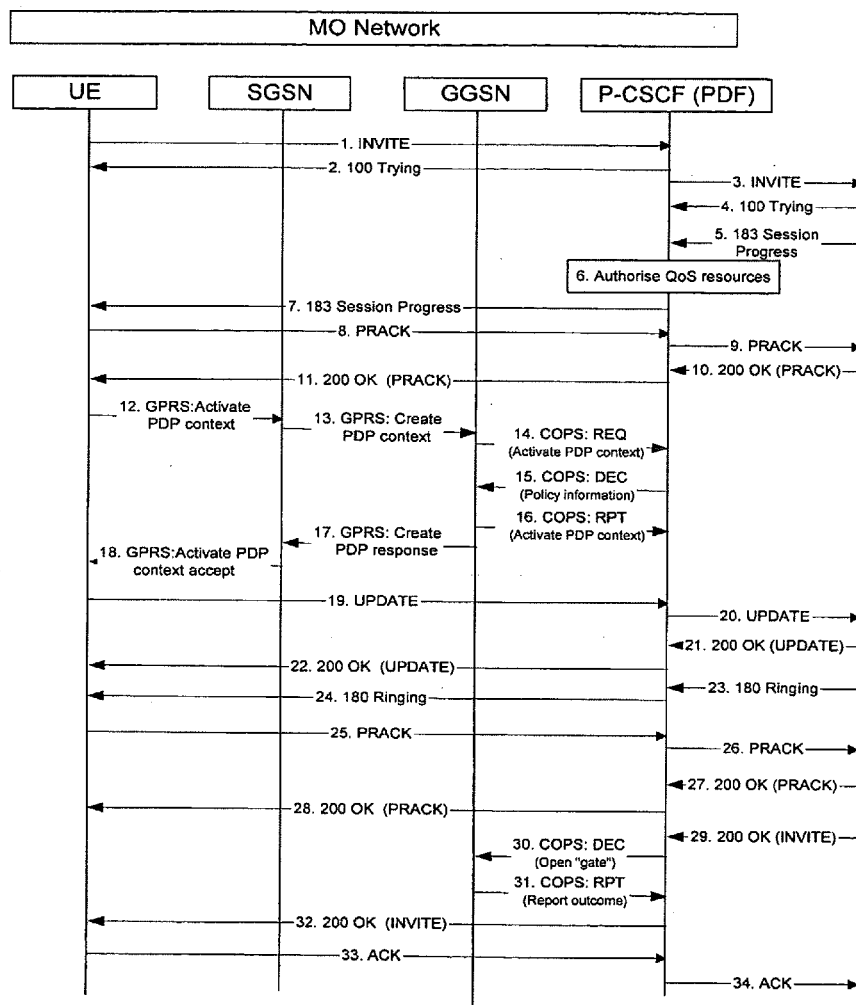 MO Network
UE
SGSN
GGSN
P-CSCF (PDF)
1. INVITE
2. 100 Trying
3. INVITE
4. 100 Trying
5. 183 Session
Progress
6. Authorise QoS resources
7. 183 Session Progress
8. PRACK
9. PRACK
10. 200 OK (PRACK)
11. 200 OK (PRACK)
12. GPRS:Activate
PDP context
13. GPRS: Create
PDP context
14. COPS: REQ
(Activate PDP context)
15. COPS: DEC
(Policy information)
16. COPS: RPT
(Activate PDP context)
17. GPRS: Create
PDP response
18. GPRS:Activate PDP
context accept
19. UPDATE
20. UPDATE
21. 200 OK (UPDATE)
22. 200 OK (UPDATE)
23. 180 Ringing
24. 180 Ringing
25. PRACK
26. PRACK
27. 200 OK (PRACK)
28. 200 OK (PRACK)
29. 200 OK (INVITE)
30. COPS: DEC
(Open "gate")
31. COPS: RPT
(Report outcome)
32. 200 OK (INVITE)
33. ACK
34. ACK